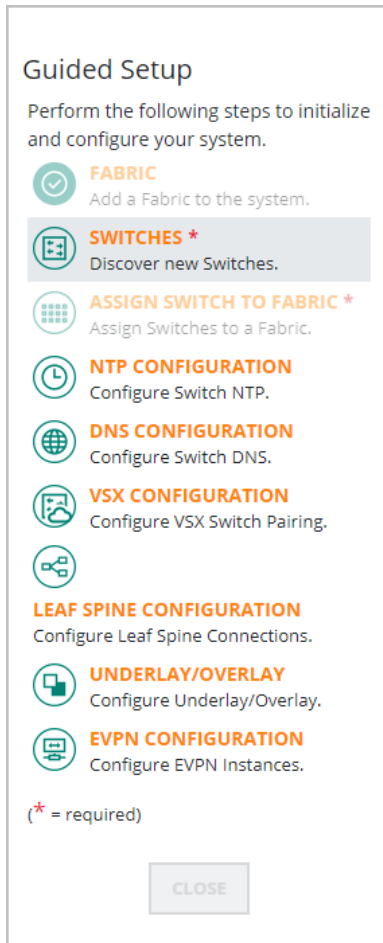 Guided Setup
Perform the following steps to initialize
and configure your system.
FABRIC
Add a Fabric to the system.
SWITCHES *
Discover new Switches.
ASSIGN SWITCH TO FABRIC *
Assign Switches to a Fabric.
NTP CONFIGURATION
Configure Switch NTP.
DNS CONFIGURATION
Configure Switch DNS.
VSX CONFIGURATION
Configure VSX Switch Pairing.
LEAF SPINE CONFIGURATION
Configure Leaf Spine Connections.
UNDERLAY/OVERLAY
Configure Underlay/Overlay.
EVPN CONFIGURATION
Configure EVPN Instances.
(* = required)
CLOSE